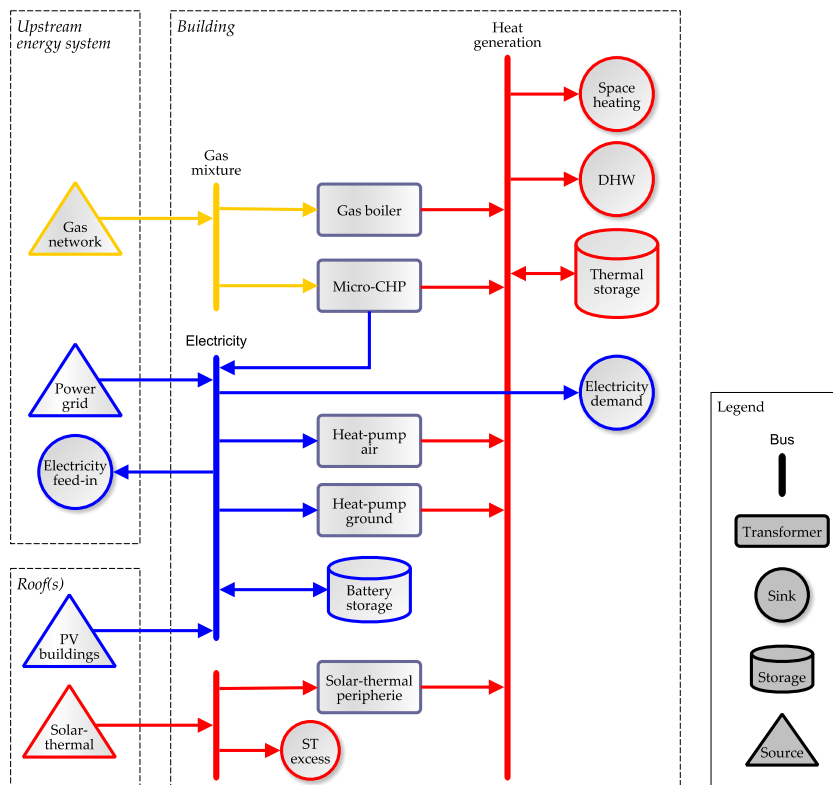 Upstream
energy system
Building
Heat
generation
Space
heating
Gas
mixture
DHW
Gas
network
Gas boiler
Micro-CHP
Thermal
storage
Electricity
Power
grid
Electricity
demand
Electricity
feed-in
Heat-pump
air
Heat-pump
ground
Battery
storage
Roof(s)
PV
buildings
Solar-
thermal
Solar-thermal
peripherie
ST
excess
Legend
Bus
Transformer
Sink
Storage
Source